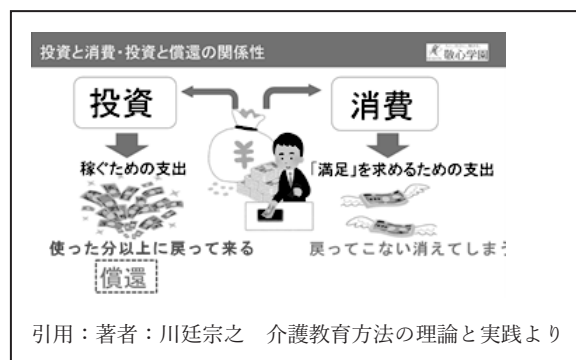 投資と消費・投資と償還の関係性
敬心学園
投資
消費
¥
稼ぐための支出
「満足」を求めるための支出
使った分以上に戻って来る
戻ってこない消えてしまう
償還
引用:著者:川廷宗之 介護教育方法の理論と実践より